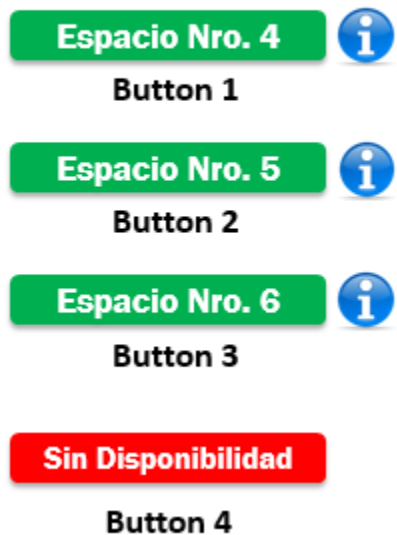 Espacio Nro. 4
Button 1
Espacio Nro. 5
Button 2
Espacio Nro. 6
Button 3
Sin Disponibilidad
Button 4